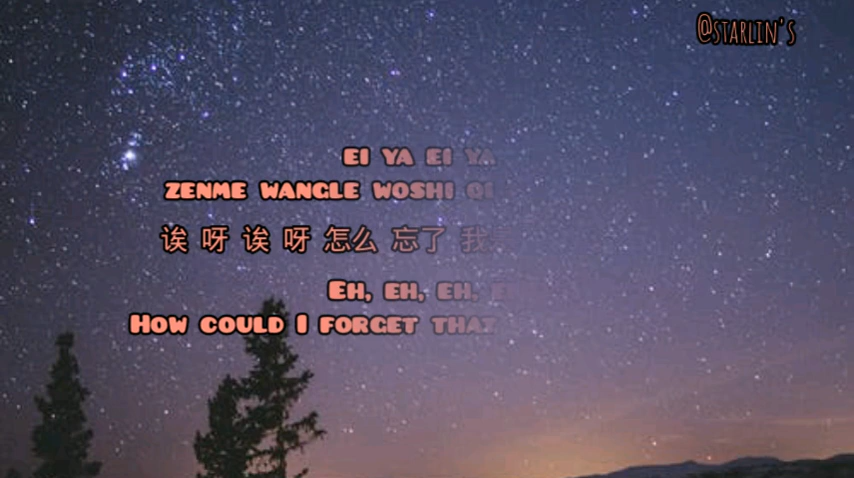 @starlin's
ei ya ei ya
zenme wangle woshi
诶 呀 诶 呀 怎么 忘了 我
Eh, eh, eh,
How could I forget that